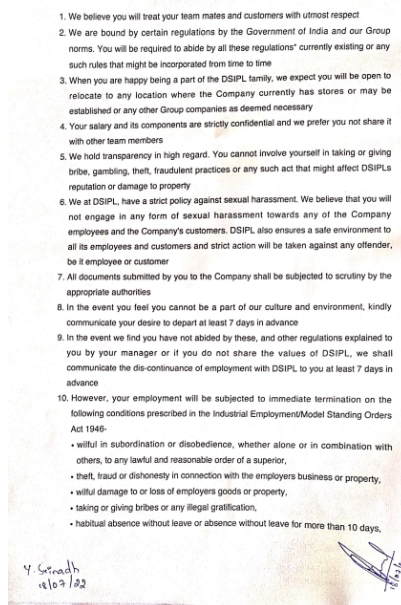 1. We believe you will treat your team mates and customers with utmost respect
2. We are bound by certain regulations by the Government of India and our Group
norms. You will be required to abide by all these regulations* currently existing or any
such rules that might be incorporated from time to time
3. When you are happy being a part of the DSIPL family, we expect you will be open to
relocate to any location where the Company currently has stores or may be
established or any other Group companies as deemed necessary
4. Your salary and its components are strictly confidential and we prefer you not share it
with other team members
5. We hold transparency in high regard. You cannot involve yourself in taking or giving
bribe, gambling, theft, fraudulent practices or any such act that might affect DSIPLs
reputation or damage to property
6. We at DSIPL, have a strict policy against sexual harassment. We believe that you will
not engage in any form of sexual harassment towards any of the Company
employees and the Company's customers. DSIPL also ensures a safe environment to
all its employees and customers and strict action will be taken against any offender,
be it employee or customer
7. All documents submitted by you to the Company shall be subjected to scrutiny by the
appropriate authorities
8. In the event you feel you cannot be a part of our culture and environment, kindly
communicate your desire to depart at least 7 days in advance
9. In the event we find you have not abided by these, and other regulations explained to
you by your manager or if you do not share the values of DSIPL, we shall
communicate the dis-continuance of employment with DSIPL to you at least 7 days in
advance
10. However, your employment will be subjected to immediate termination on the
following conditions prescribed in the Industrial Employment/Model Standing Orders
Act 1946-
• wilful in subordination or disobedience, whether alone or in combination with
others, to any lawful and reasonable order of a superior,
• theft, fraud or dishonesty in connection with the employers business or property,
• wilful damage to or loss of employers goods or property,
• taking or giving bribes or any illegal gratification,
• habitual absence without leave or absence without leave for more than 10 days,
Y. Srinadh
18/07/22